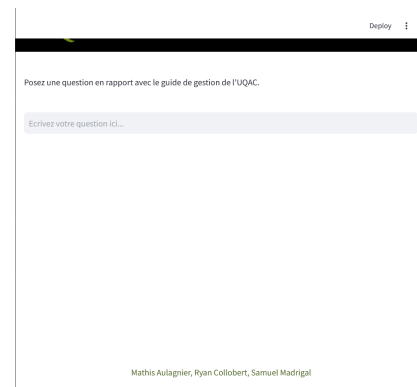 Deploy
Posez une question en rapport avec le guide de gestion de l'UQAC.
Ecrivez votre question ici...
Mathis Aulagnier, Ryan Collobert, Samuel Madrigal